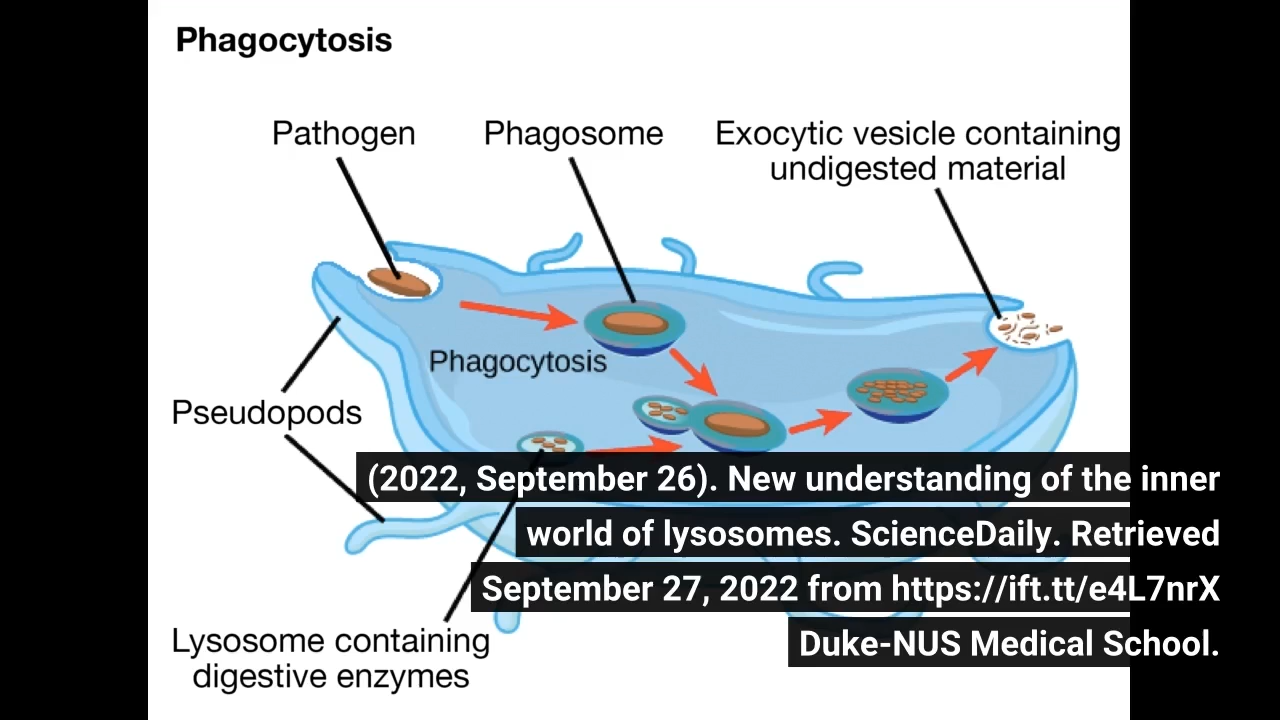 Phagocytosis
Pathogen
Phagosome
Exocytic vesicle containing
undigested material
Phagocytosis
Pseudopods
Lysosome containing
digestive enzymes
(2022, September 26). New understanding of the inner
world of lysosomes. ScienceDaily. Retrieved
September 27, 2022 from https://ift.tt/e4L7nrX
Duke-NUS Medical School.